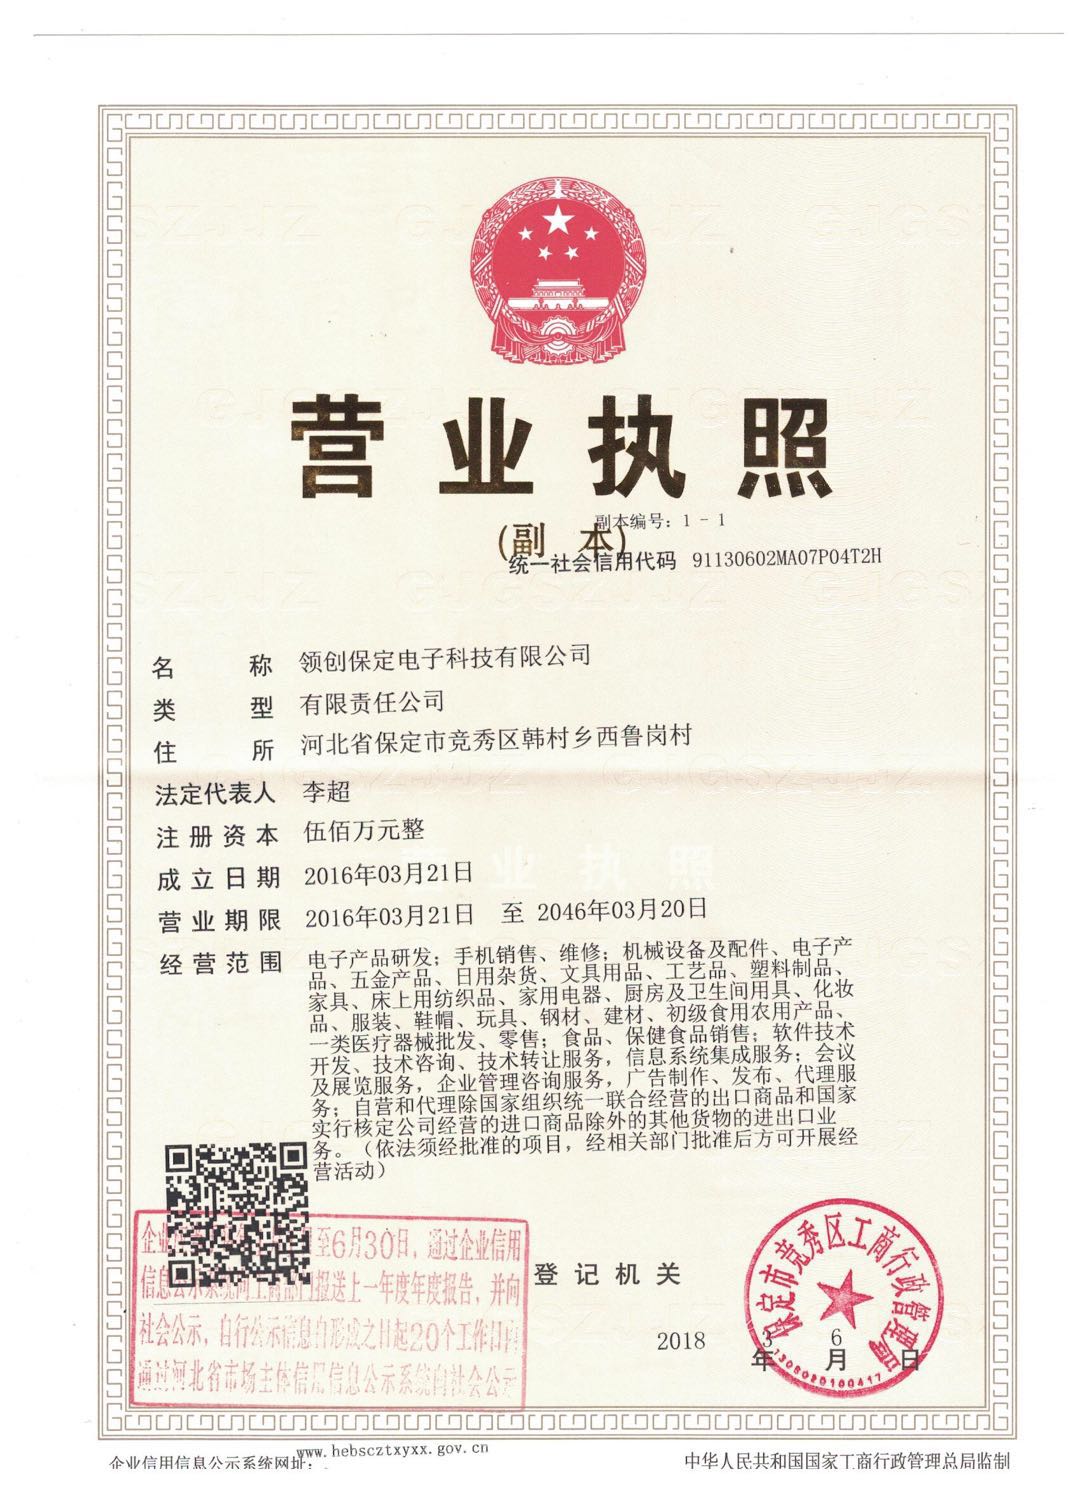 营业执照
(副 本)
副本编号：1 - 1
统一社会信用代码 91130602MA07P04T2H
名称 领创保定电子科技有限公司
类型 有限责任公司
住所 河北省保定市竞秀区韩村乡西鲁岗村
法定代表人 李超
注册资本 伍佰万元整
成立日期 2016年03月21日
营业期限 2016年03月21日 至 2046年03月20日
经营范围 电子产品研发；手机销售、维修；机械设备及配件、电子产
品、五金产品、日用杂货、文具用品、工艺品、塑料制品、
家具、床上用纺织品、家用电器、厨房及卫生间用具、化妆
品、服装、鞋帽、玩具、钢材、建材、初级食用农产品、
一类医疗器械批发、零售；食品、保健食品销售；软件技术
开发、技术咨询、技术转让服务，信息系统集成服务；会议
及展览服务，企业管理咨询服务，广告制作、发布、代理服
务；自营和代理除国家组织统一联合经营的出口商品和国家
实行核定公司经营的进口商品除外的其他货物的进出口业
务。（依法须经批准的项目，经相关部门批准后方可开展经
营活动）
至6月30日，通过企业信用
信息公示系统向工商部门报送上一年度年度报告，并向
社会公示，自行公示信息自形成之日起20个工作日内
通过河北省市场主体信用信息公示系统向社会公示
登记机关
保定市竞秀区工商行政管理局
1306020100417
2018年3月6日
企业信用信息公示系统网址：www.hebscztxyxx.gov.cn
中华人民共和国国家工商行政管理总局监制